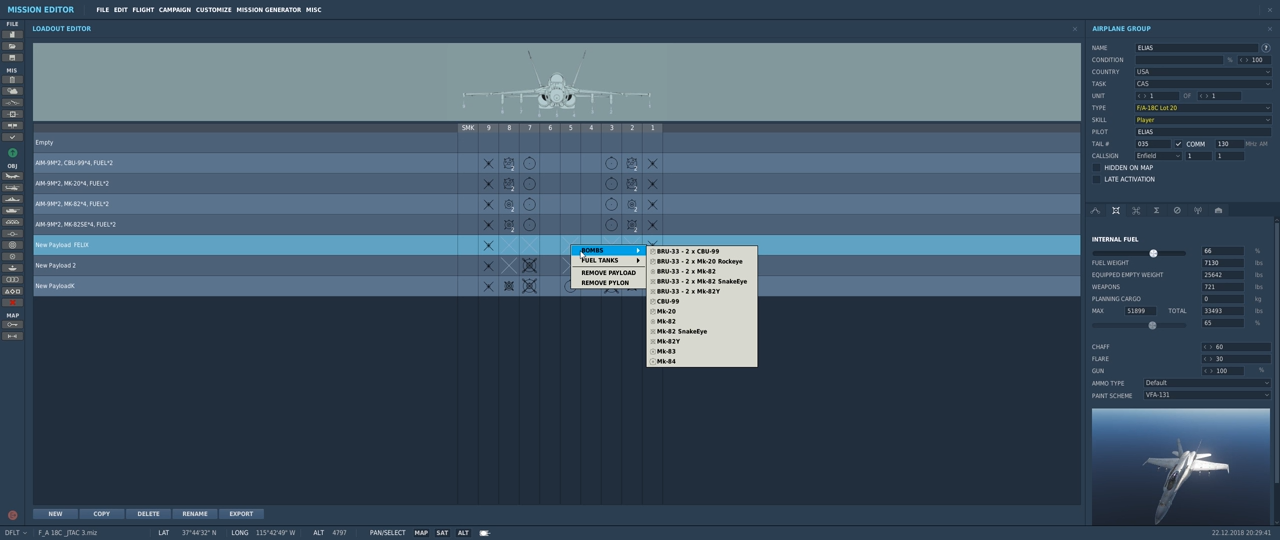 MISSION EDITOR FILE EDIT FLIGHT CAMPAIGN CUSTOMIZE MISSION GENERATOR MISC
FILE
MIS
OBJ
MAP
LOADOUT EDITOR
SMK 9 8 7 6 5 4 3 2 1
Empty
AIM-9M*2, CBU-99*4, FUEL*2 2 2
AIM-9M*2, MK-20*4, FUEL*2 2 2
AIM-9M*2, MK-82*4, FUEL*2 2 2
AIM-9M*2, MK-82SE*4, FUEL*2 2 2
New Payload FELIX
New Payload 2
New PayloadK
BOMBS
FUEL TANKS
REMOVE PAYLOAD
REMOVE PYLON
BRU-33 - 2 x CBU-99
BRU-33 - 2 x Mk-20 Rockeye
BRU-33 - 2 x Mk-82
BRU-33 - 2 x Mk-82 SnakeEye
BRU-33 - 2 x Mk-82Y
CBU-99
Mk-20
Mk-82
Mk-82 SnakeEye
Mk-82Y
Mk-83
Mk-84
NEW COPY DELETE RENAME EXPORT
AIRPLANE GROUP
NAME ELIAS ?
CONDITION % < > 100
COUNTRY USA
TASK CAS
UNIT < > 1 OF < > 1
TYPE F/A-18C Lot 20
SKILL Player
PILOT ELIAS
TAIL # 035 COMM 130 MHz AM
CALLSIGN Enfield 1 1
HIDDEN ON MAP
LATE ACTIVATION
INTERNAL FUEL
66 %
FUEL WEIGHT 7130 lbs
EQUIPPED EMPTY WEIGHT 25642 lbs
WEAPONS 721 lbs
PLANNING CARGO 0 kg
MAX 51899 TOTAL 33493 lbs
65 %
CHAFF < > 60
FLARE < > 30
GUN < > 100 %
AMMO TYPE Default
PAINT SCHEME VFA-131
DFLT F_A 18C _JTAC 3.miz LAT 37°44'32" N LONG 115°42'49" W ALT 4797 PAN/SELECT MAP SAT ALT 22.12.2018 20:29:41